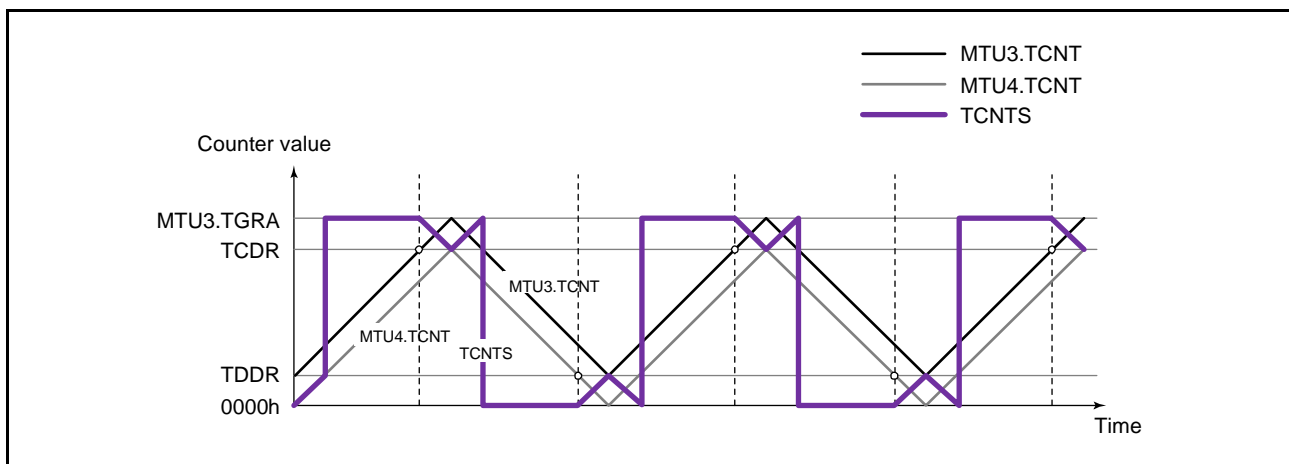 MTU3.TCNT
MTU4.TCNT
TCNTS
Counter value
MTU3.TGRA
TCDR
MTU3.TCNT
MTU4.TCNT
TCNTS
TDDR
0000h
Time